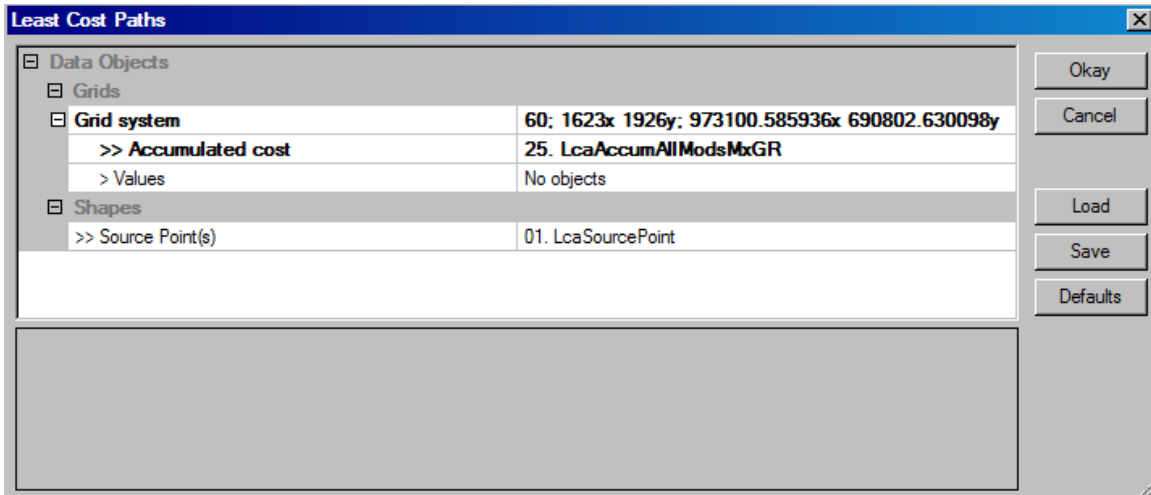 Least Cost Paths
Data Objects
Grids
Grid system 60; 1623x 1926y; 973100.585936x 690802.630098y
>> Accumulated cost 25. LcaAccumAllModsMxGR
> Values No objects
Shapes
>> Source Point(s) 01. LcaSourcePoint
Okay
Cancel
Load
Save
Defaults